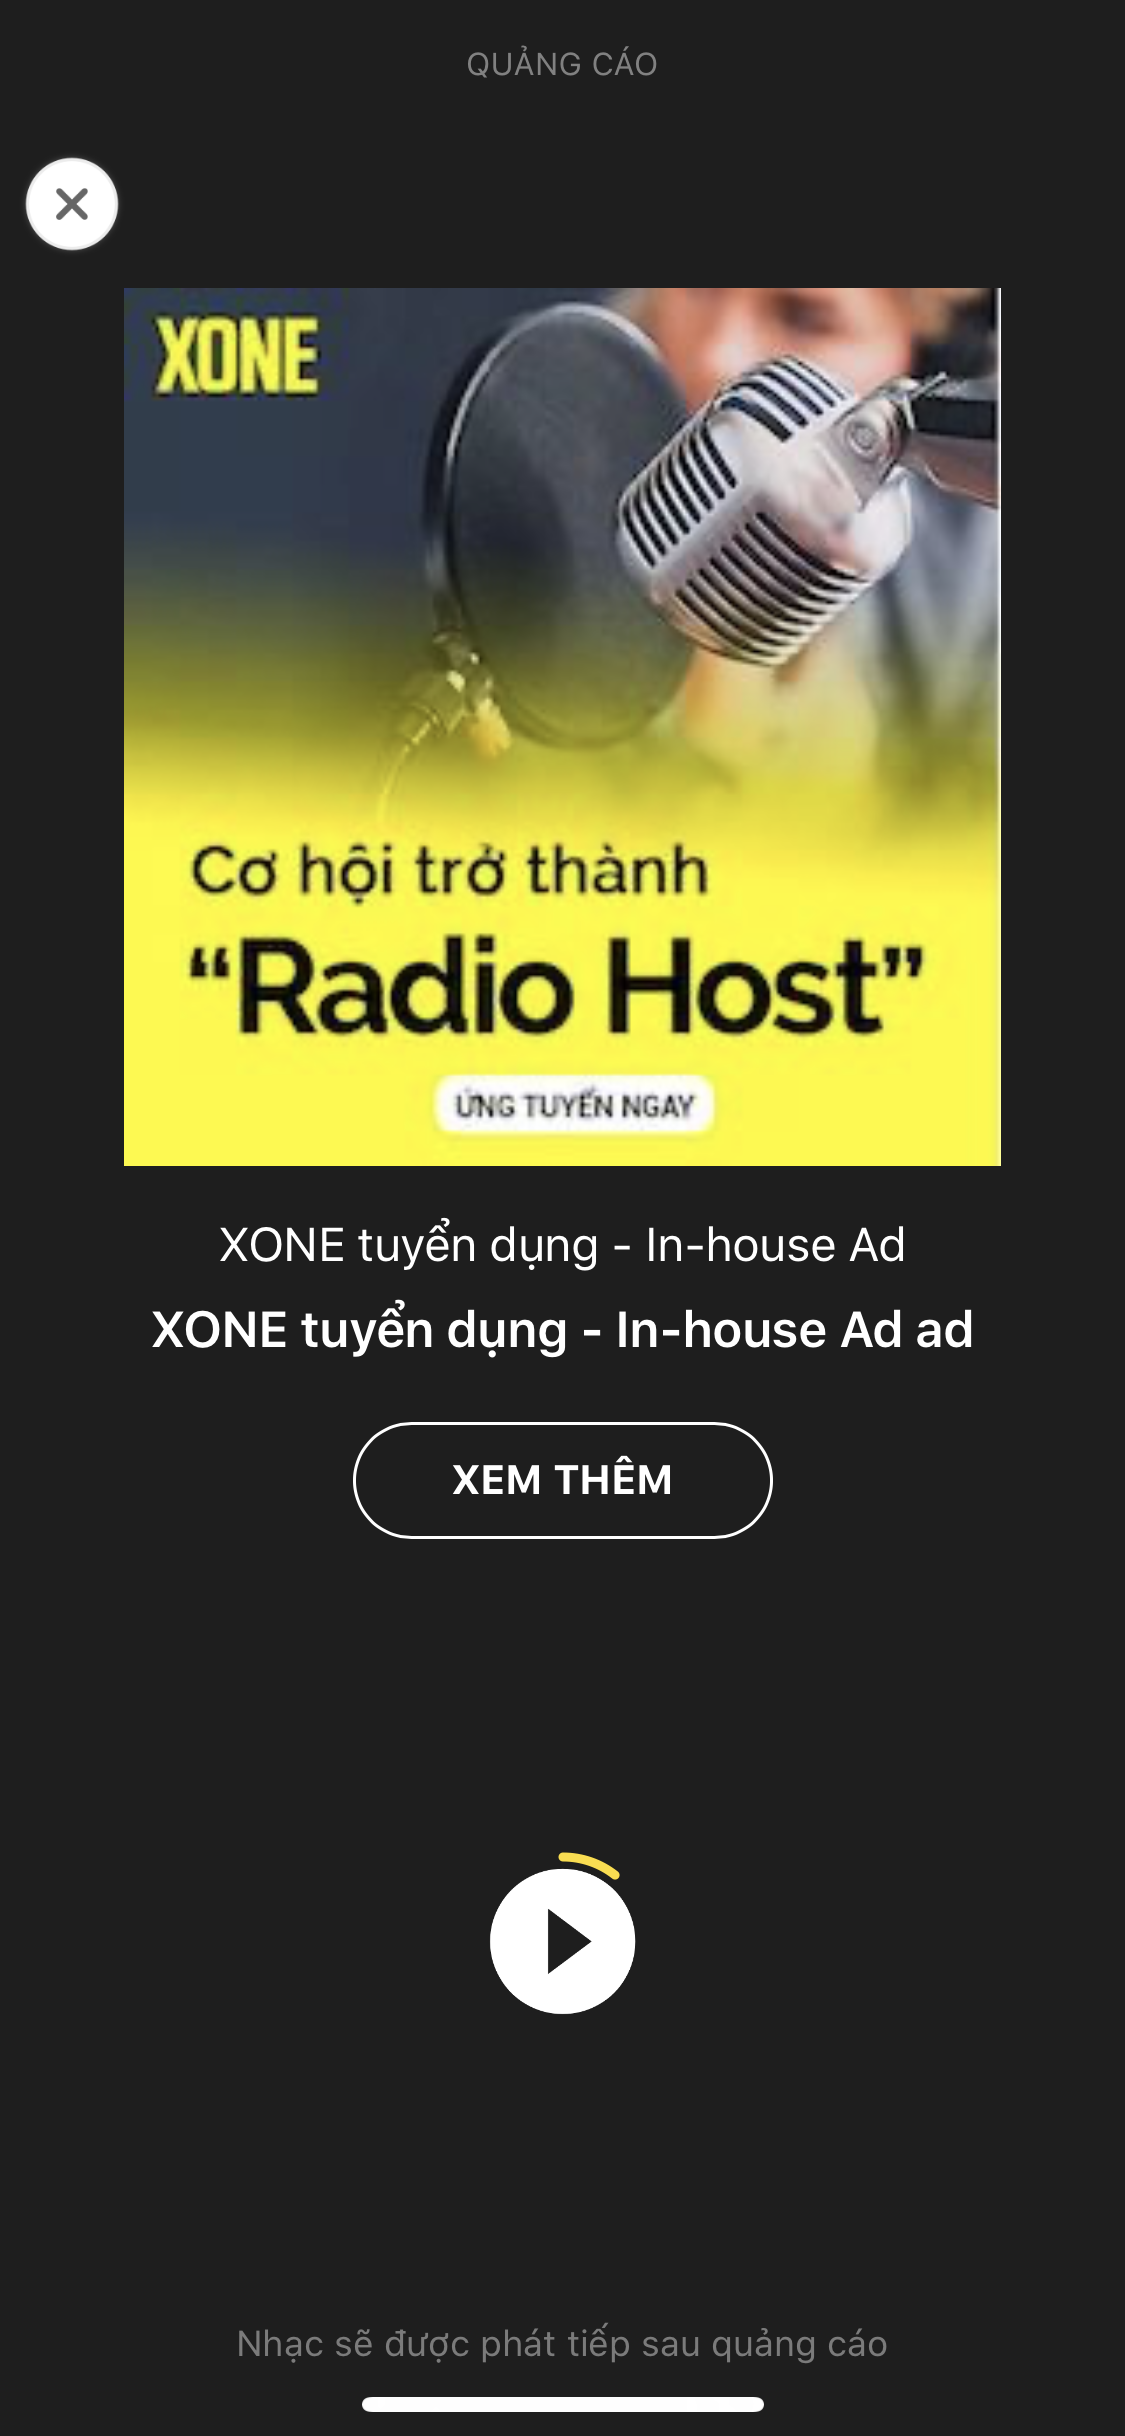 QUẢNG CÁO
XONE
Cơ hội trở thành
“Radio Host”
ỨNG TUYỂN NGAY
XONE tuyển dụng - In-house Ad
XONE tuyển dụng - In-house Ad ad
XEM THÊM
Nhạc sẽ được phát tiếp sau quảng cáo